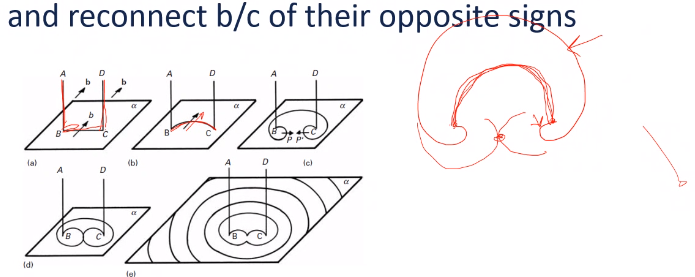 and reconnect b/c of their opposite signs
A D b b
α
b
B C
(a)
A D
α
B C
(b)
A D
α
B C
P P'
(c)
A D
α
B C
(d)
A D
α
B C
(e)